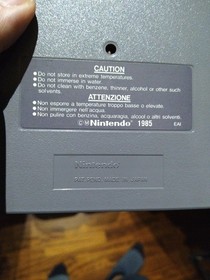 CAUTION
●Do not store in extreme temperatures.
●Do not immerse in water.
●Do not clean with benzene, thinner, alcohol or other such
solvents.
ATTENZIONE
●Non esporre a temperature troppo basse o elevate.
●Non immergere nell'acqua.
●Non pulire con benzina, acquaragia, alcool o altri solventi.
©Ⓜ Nintendo® 1985 EAI
Nintendo